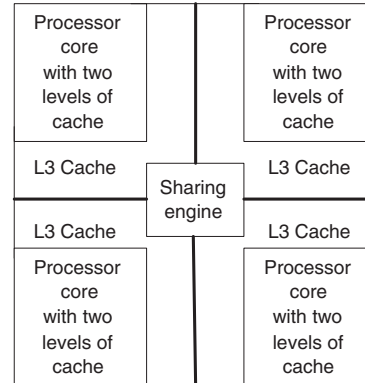 Processor
core
with two
levels of
cache
Processor
core
with two
levels of
cache
L3 Cache
L3 Cache
Sharing
engine
L3 Cache
L3 Cache
Processor
core
with two
levels of
cache
Processor
core
with two
levels of
cache